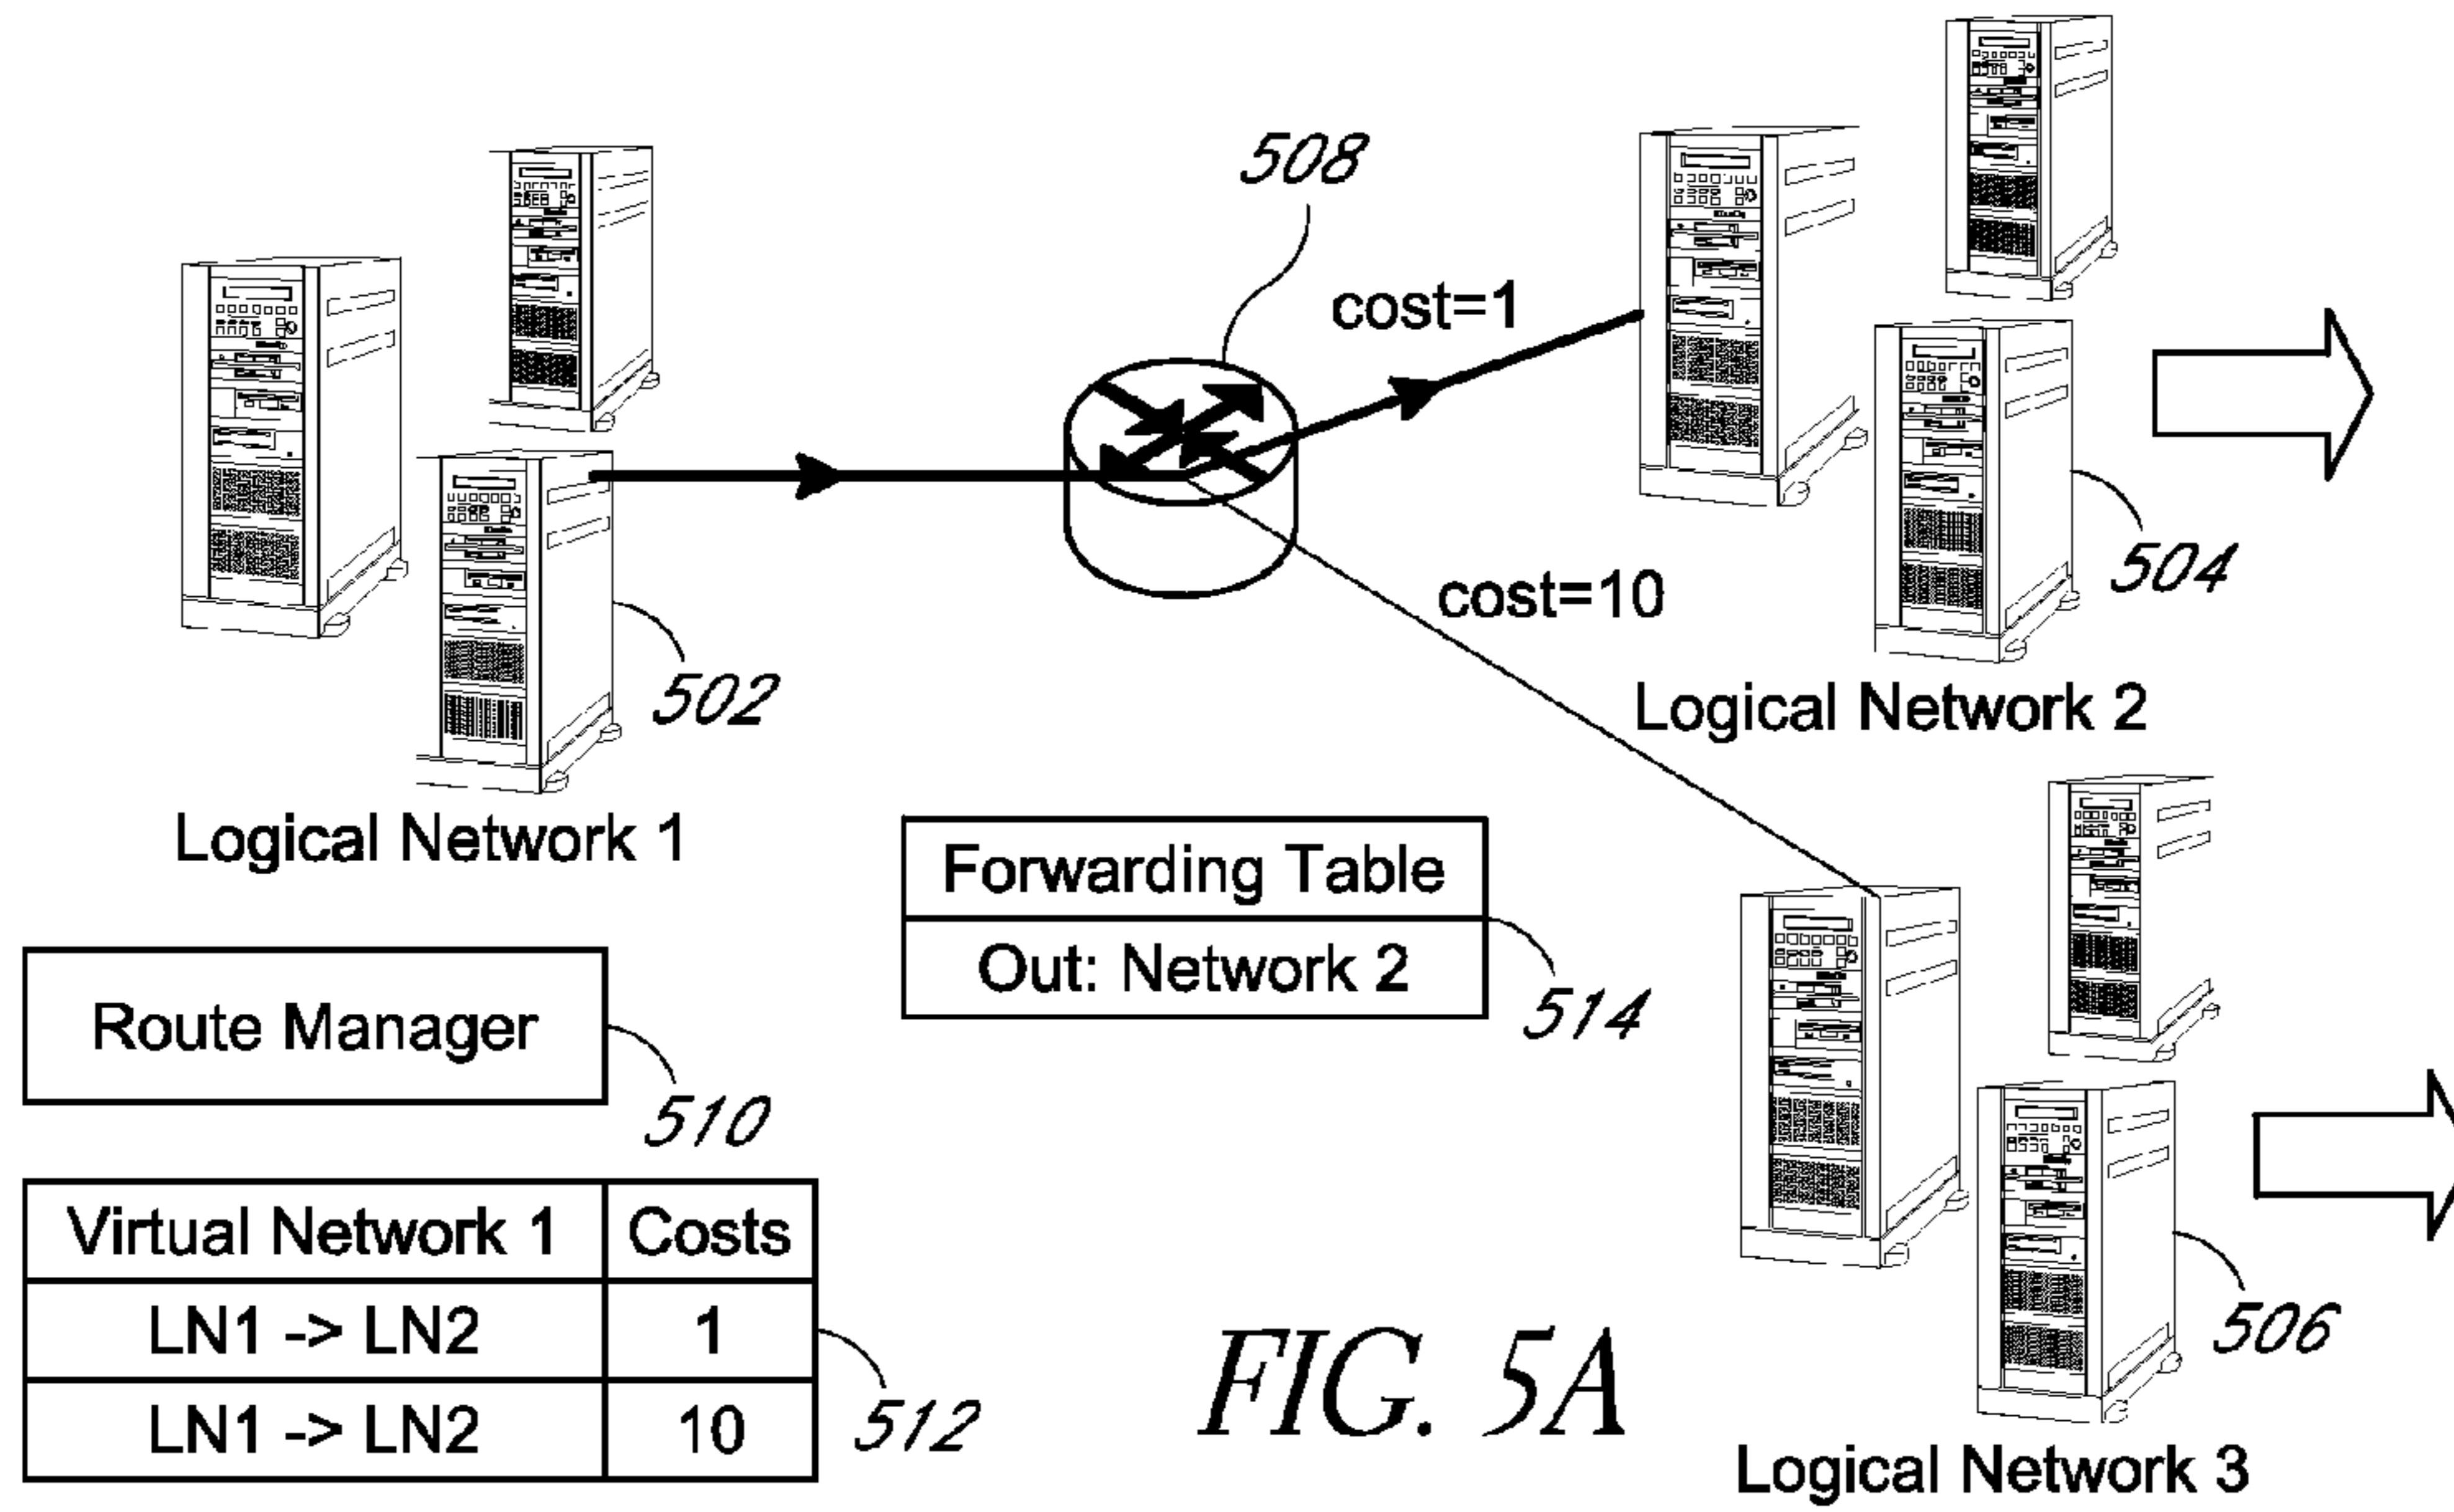 508
cost=1
cost=10
504
502
Logical Network 2
Logical Network 1
Forwarding Table
Out: Network 2
514
Route Manager
510
Virtual Network 1 Costs
LN1 -> LN2 1
LN1 -> LN2 10
512
506
FIG. 5A
Logical Network 3